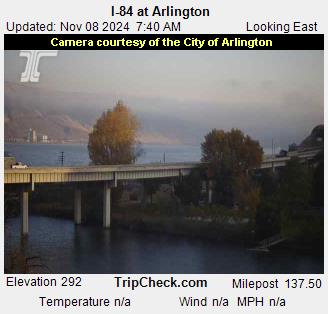 I-84 at Arlington
Updated: Nov 08 2024 7:40 AM Looking East
Camera courtesy of the City of Arlington
Elevation 292 TripCheck.com Milepost 137.50
Temperature n/a Wind n/a MPH n/a